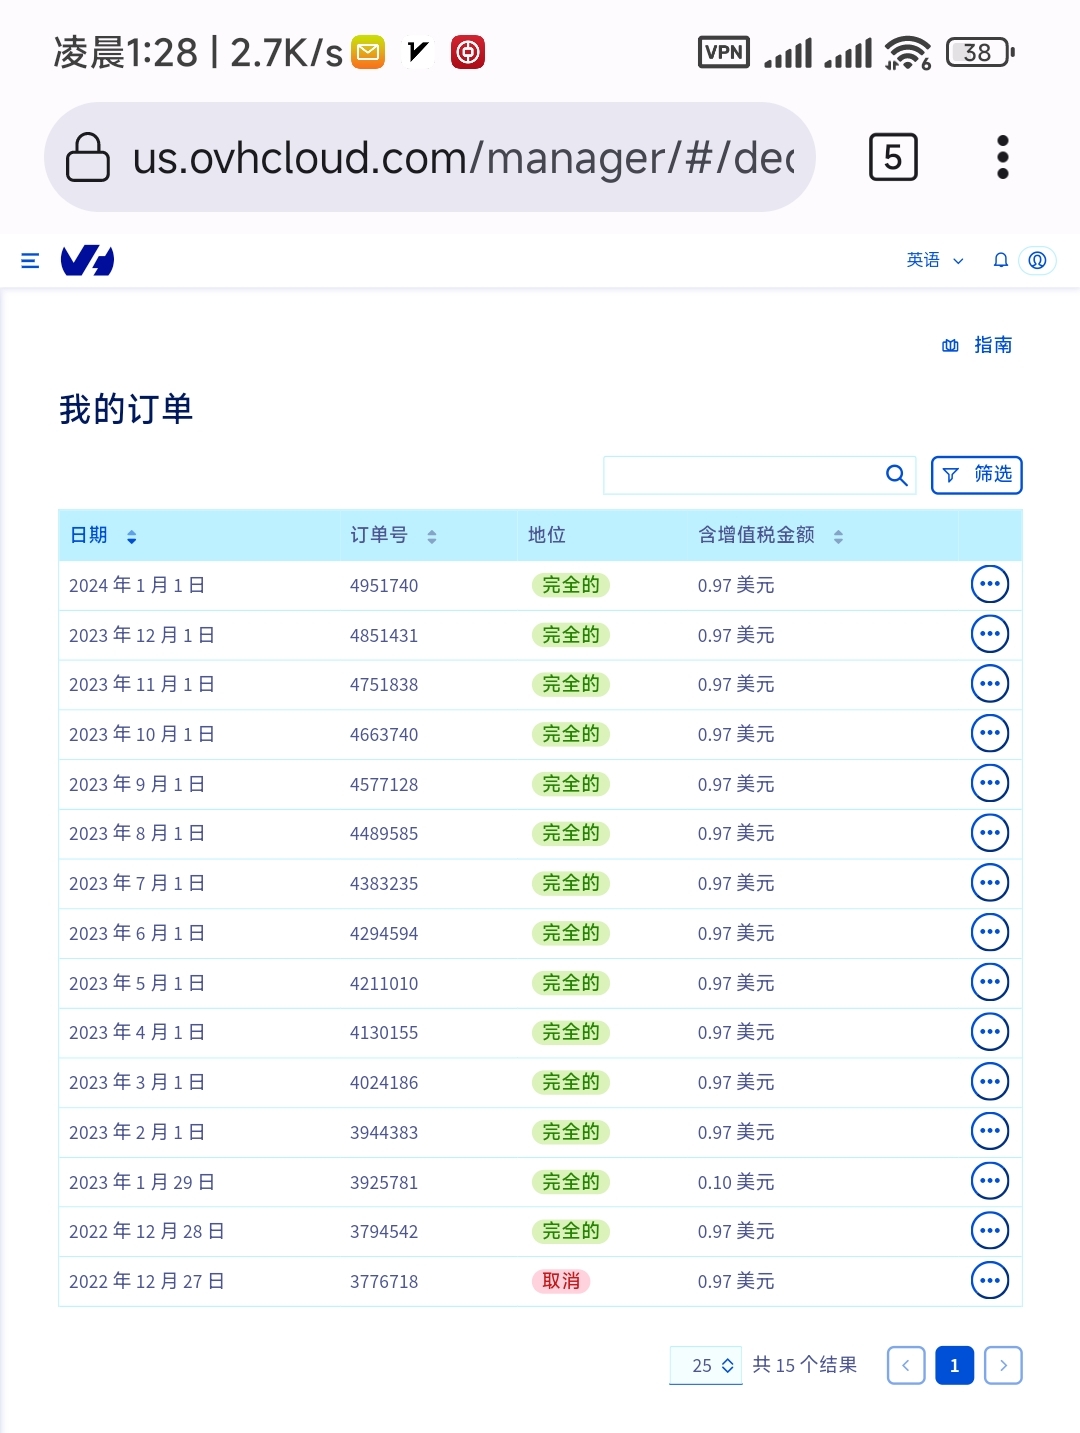 凌晨1:28 | 2.7K/s VPN 6 38
us.ovhcloud.com/manager/#/dec 5
英语
指南
我的订单
筛选
日期 订单号 地位 含增值税金额
2024 年 1 月 1 日 4951740 完全的 0.97 美元
2023 年 12 月 1 日 4851431 完全的 0.97 美元
2023 年 11 月 1 日 4751838 完全的 0.97 美元
2023 年 10 月 1 日 4663740 完全的 0.97 美元
2023 年 9 月 1 日 4577128 完全的 0.97 美元
2023 年 8 月 1 日 4489585 完全的 0.97 美元
2023 年 7 月 1 日 4383235 完全的 0.97 美元
2023 年 6 月 1 日 4294594 完全的 0.97 美元
2023 年 5 月 1 日 4211010 完全的 0.97 美元
2023 年 4 月 1 日 4130155 完全的 0.97 美元
2023 年 3 月 1 日 4024186 完全的 0.97 美元
2023 年 2 月 1 日 3944383 完全的 0.97 美元
2023 年 1 月 29 日 3925781 完全的 0.10 美元
2022 年 12 月 28 日 3794542 完全的 0.97 美元
2022 年 12 月 27 日 3776718 取消 0.97 美元
25 共 15 个结果 1